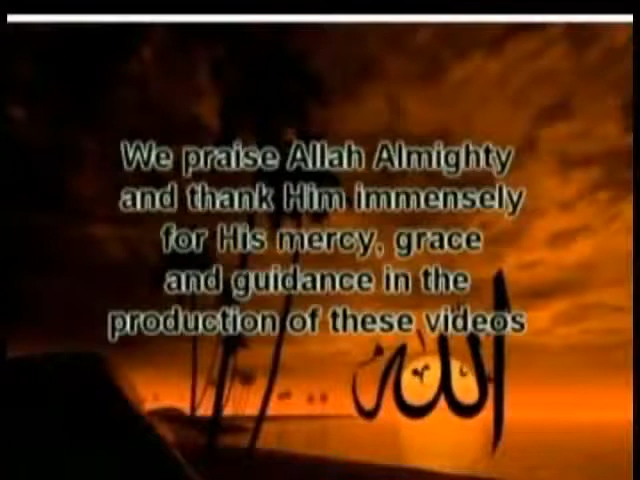 We praise Allah Almighty
and thank Him immensely
for His mercy, grace
and guidance in the
production of these videos
الله